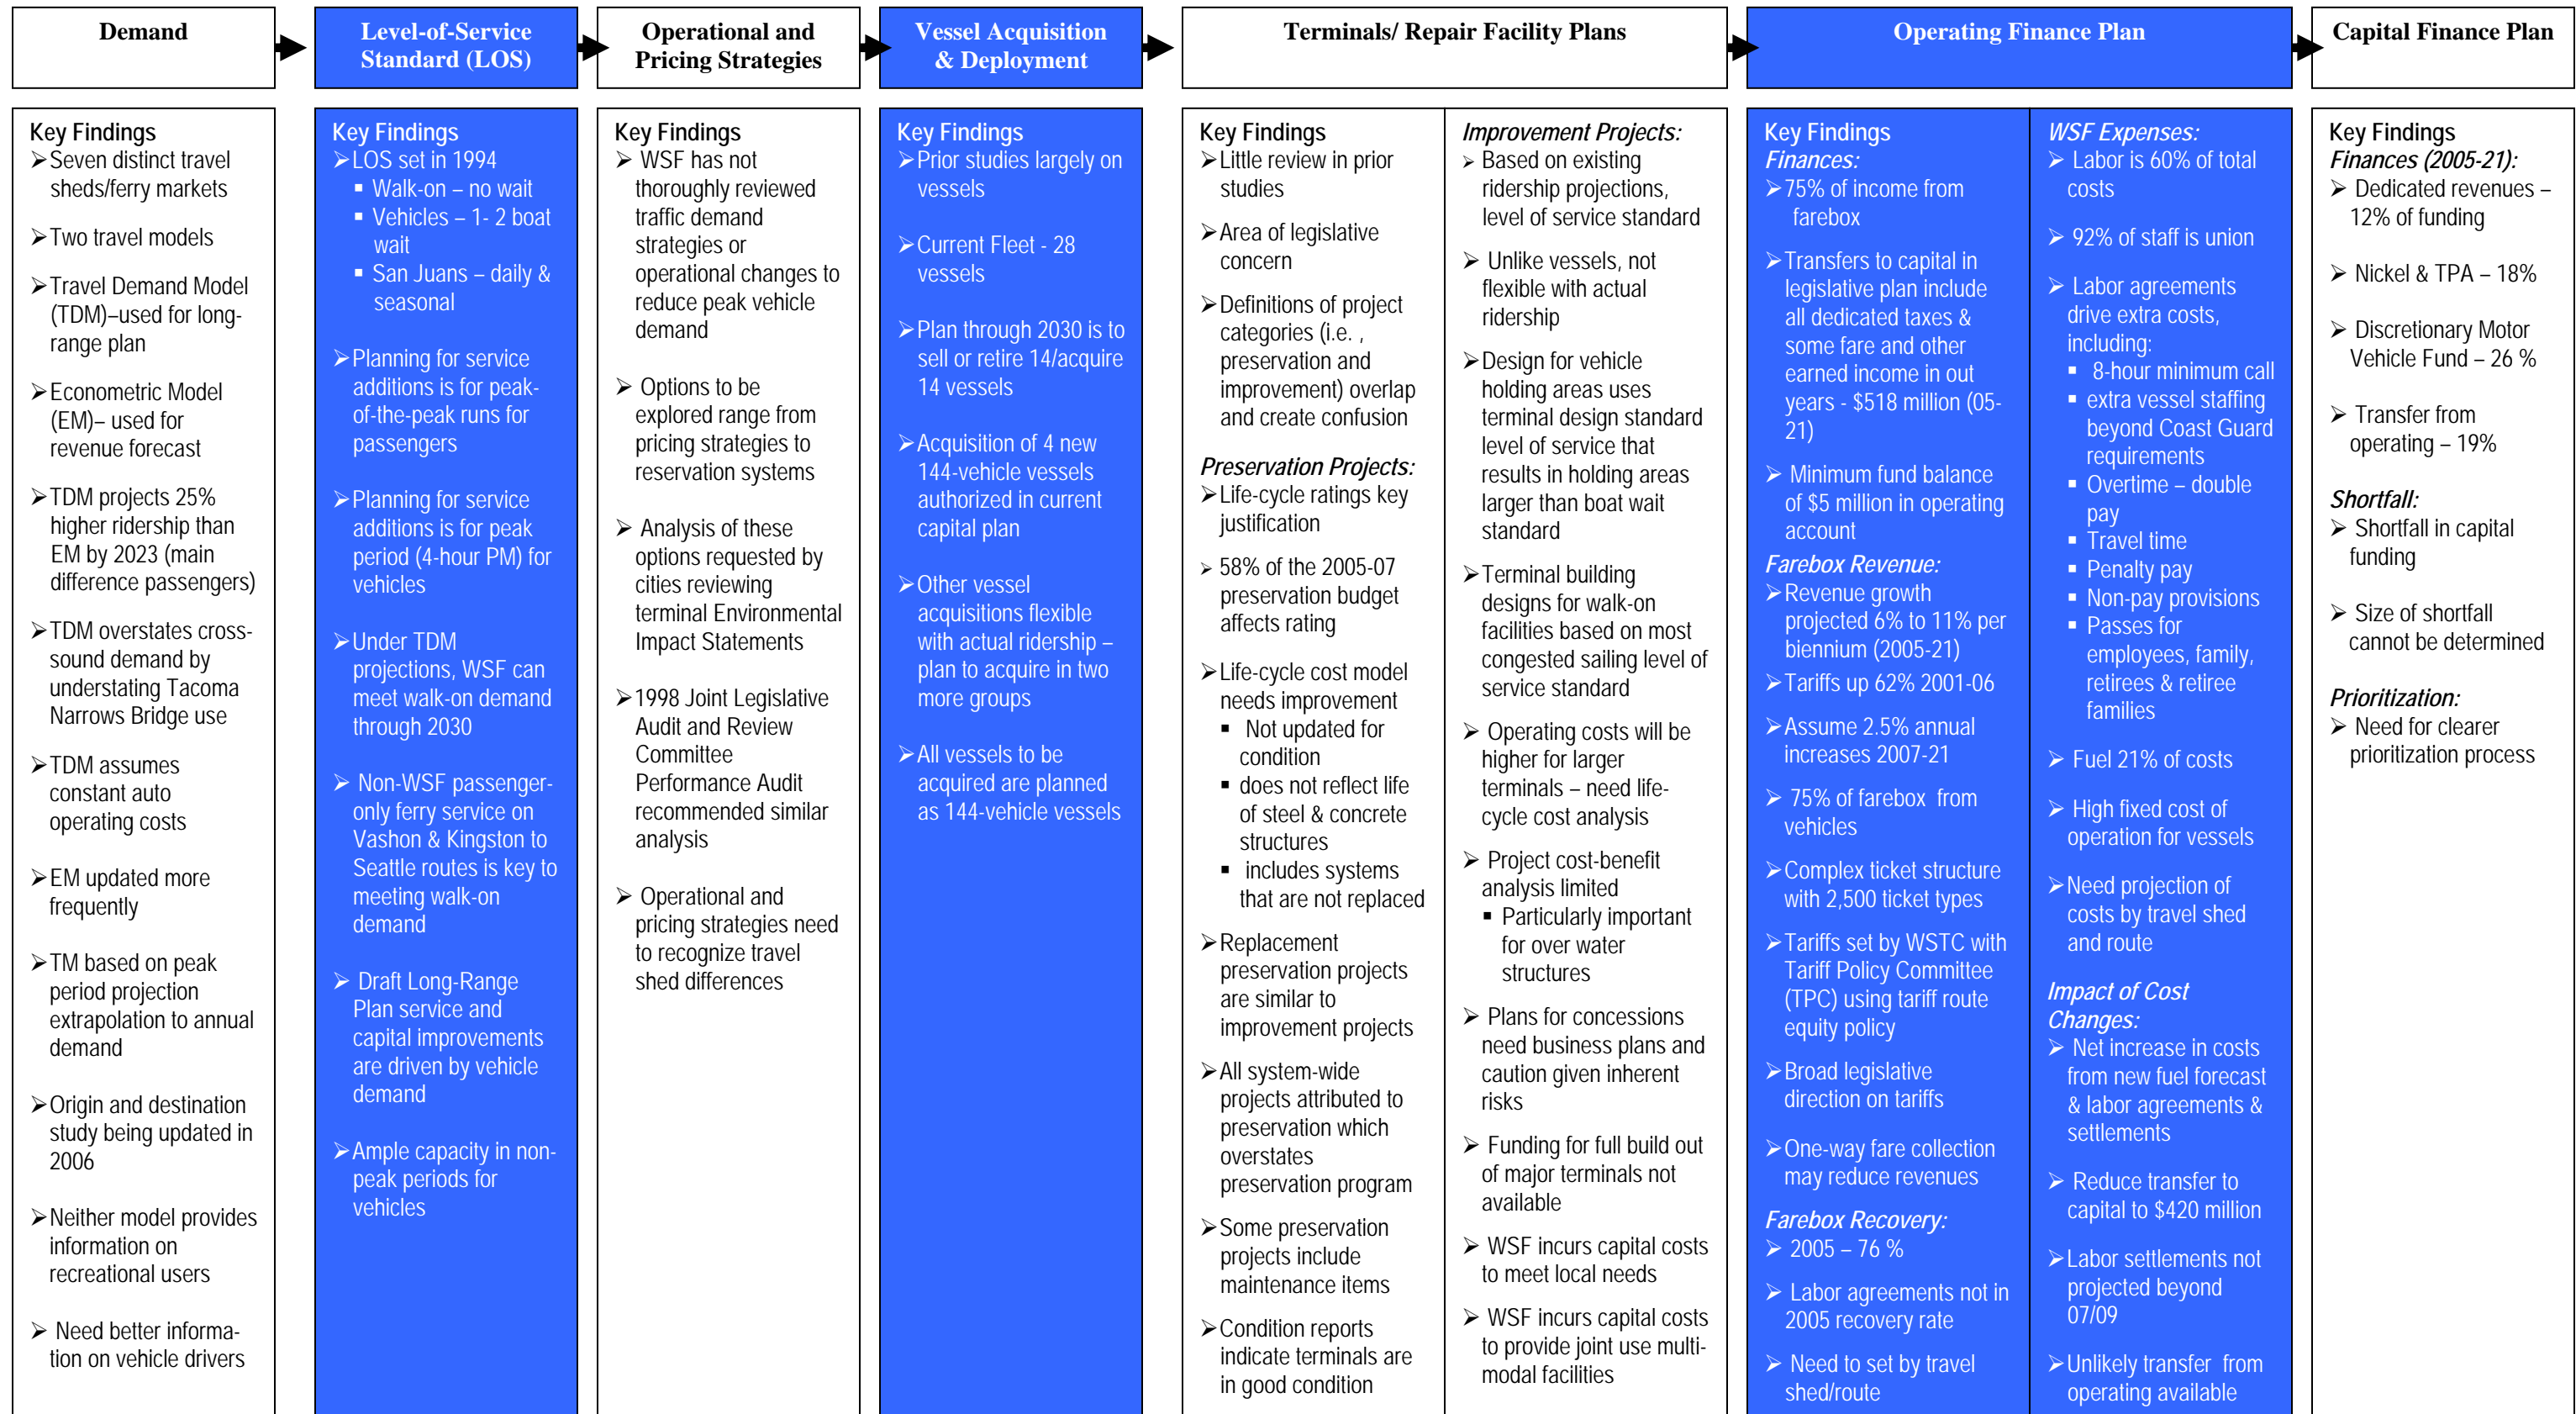 Demand
Level-of-Service
Standard (LOS)
Operational and
Pricing Strategies
Vessel Acquisition
& Deployment
Terminals/ Repair Facility Plans
Operating Finance Plan
Capital Finance Plan
Key Findings
➢Seven distinct travel
sheds/ferry markets
➢Two travel models
➢Travel Demand Model
(TDM)–used for long-
range plan
➢Econometric Model
(EM)– used for
revenue forecast
➢TDM projects 25%
higher ridership than
EM by 2023 (main
difference passengers)
➢TDM overstates cross-
sound demand by
understating Tacoma
Narrows Bridge use
➢TDM assumes
constant auto
operating costs
➢EM updated more
frequently
➢TM based on peak
period projection
extrapolation to annual
demand
➢Origin and destination
study being updated in
2006
➢Neither model provides
information on
recreational users
➢ Need better informa-
tion on vehicle drivers
Key Findings
➢LOS set in 1994
▪ Walk-on – no wait
▪ Vehicles – 1- 2 boat
wait
▪ San Juans – daily &
seasonal
➢Planning for service
additions is for peak-
of-the-peak runs for
passengers
➢Planning for service
additions is for peak
period (4-hour PM) for
vehicles
➢Under TDM
projections, WSF can
meet walk-on demand
through 2030
➢ Non-WSF passenger-
only ferry service on
Vashon & Kingston to
Seattle routes is key to
meeting walk-on
demand
➢ Draft Long-Range
Plan service and
capital improvements
are driven by vehicle
demand
➢Ample capacity in non-
peak periods for
vehicles
Key Findings
➢ WSF has not
thoroughly reviewed
traffic demand
strategies or
operational changes to
reduce peak vehicle
demand
➢ Options to be
explored range from
pricing strategies to
reservation systems
➢ Analysis of these
options requested by
cities reviewing
terminal Environmental
Impact Statements
➢1998 Joint Legislative
Audit and Review
Committee
Performance Audit
recommended similar
analysis
➢ Operational and
pricing strategies need
to recognize travel
shed differences
Key Findings
➢Prior studies largely on
vessels
➢Current Fleet - 28
vessels
➢Plan through 2030 is to
sell or retire 14/acquire
14 vessels
➢Acquisition of 4 new
144-vehicle vessels
authorized in current
capital plan
➢Other vessel
acquisitions flexible
with actual ridership –
plan to acquire in two
more groups
➢All vessels to be
acquired are planned
as 144-vehicle vessels
Key Findings
➢Little review in prior
studies
➢Area of legislative
concern
➢Definitions of project
categories (i.e. ,
preservation and
improvement) overlap
and create confusion
Preservation Projects:
➢Life-cycle ratings key
justification
➢ 58% of the 2005-07
preservation budget
affects rating
➢Life-cycle cost model
needs improvement
▪ Not updated for
condition
▪ does not reflect life
of steel & concrete
structures
▪ includes systems
that are not replaced
➢Replacement
preservation projects
are similar to
improvement projects
➢All system-wide
projects attributed to
preservation which
overstates
preservation program
➢Some preservation
projects include
maintenance items
➢Condition reports
indicate terminals are
in good condition
Improvement Projects:
➢ Based on existing
ridership projections,
level of service standard
➢ Unlike vessels, not
flexible with actual
ridership
➢Design for vehicle
holding areas uses
terminal design standard
level of service that
results in holding areas
larger than boat wait
standard
➢Terminal building
designs for walk-on
facilities based on most
congested sailing level of
service standard
➢ Operating costs will be
higher for larger
terminals – need life-
cycle cost analysis
➢ Project cost-benefit
analysis limited
▪ Particularly important
for over water
structures
➢ Plans for concessions
need business plans and
caution given inherent
risks
➢ Funding for full build out
of major terminals not
available
➢ WSF incurs capital costs
to meet local needs
➢ WSF incurs capital costs
to provide joint use multi-
modal facilities
Key Findings
Finances:
➢75% of income from
farebox
➢Transfers to capital in
legislative plan include
all dedicated taxes &
some fare and other
earned income in out
years - $518 million (05-
21)
➢ Minimum fund balance
of $5 million in operating
account
Farebox Revenue:
➢Revenue growth
projected 6% to 11% per
biennium (2005-21)
➢Tariffs up 62% 2001-06
➢Assume 2.5% annual
increases 2007-21
➢ 75% of farebox from
vehicles
➢Complex ticket structure
with 2,500 ticket types
➢Tariffs set by WSTC with
Tariff Policy Committee
(TPC) using tariff route
equity policy
➢Broad legislative
direction on tariffs
➢One-way fare collection
may reduce revenues
Farebox Recovery:
➢ 2005 – 76 %
➢ Labor agreements not in
2005 recovery rate
➢ Need to set by travel
shed/route
WSF Expenses:
➢ Labor is 60% of total
costs
➢ 92% of staff is union
➢ Labor agreements
drive extra costs,
including:
▪ 8-hour minimum call
▪ extra vessel staffing
beyond Coast Guard
requirements
▪ Overtime – double
pay
▪ Travel time
▪ Penalty pay
▪ Non-pay provisions
▪ Passes for
employees, family,
retirees & retiree
families
➢ Fuel 21% of costs
➢ High fixed cost of
operation for vessels
➢Need projection of
costs by travel shed
and route
Impact of Cost
Changes:
➢ Net increase in costs
from new fuel forecast
& labor agreements &
settlements
➢ Reduce transfer to
capital to $420 million
➢Labor settlements not
projected beyond
07/09
➢Unlikely transfer from
operating available
Key Findings
Finances (2005-21):
➢ Dedicated revenues –
12% of funding
➢ Nickel & TPA – 18%
➢ Discretionary Motor
Vehicle Fund – 26 %
➢ Transfer from
operating – 19%
Shortfall:
➢ Shortfall in capital
funding
➢ Size of shortfall
cannot be determined
Prioritization:
➢ Need for clearer
prioritization process